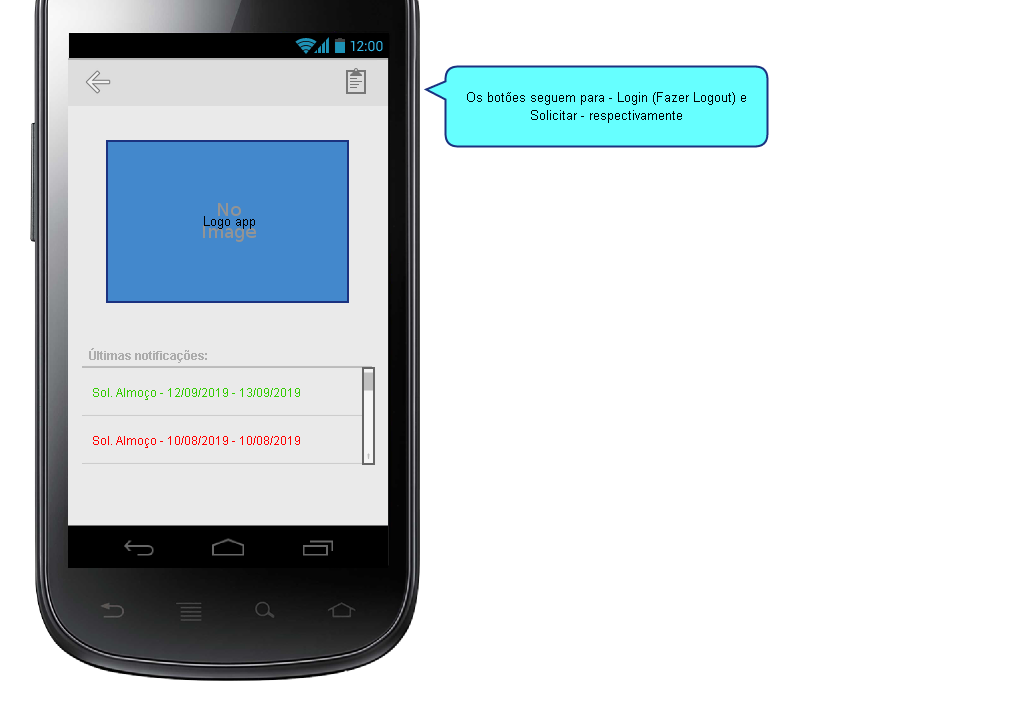 12:00
Os botões seguem para - Login (Fazer Logout) e
Solicitar - respectivamente
No
Logo app
Image
Últimas notificações:
Sol. Almoço - 12/09/2019 - 13/09/2019
Sol. Almoço - 10/08/2019 - 10/08/2019